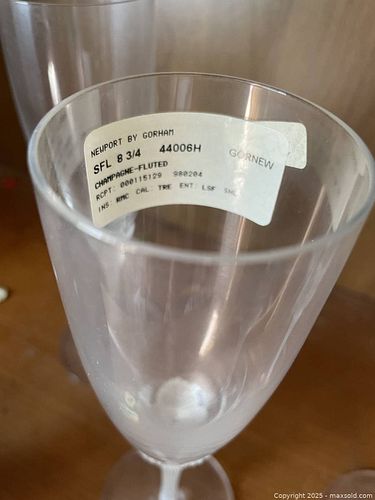 NEWPORT BY GORHAM
SFL 8 3/4 44006H GORNEW
CHAMPAGNE-FLUTED
RCPT: 000115129 980204
INS RMC CAL TRE ENT LSF
Copyright © 2025 - maxsold.com